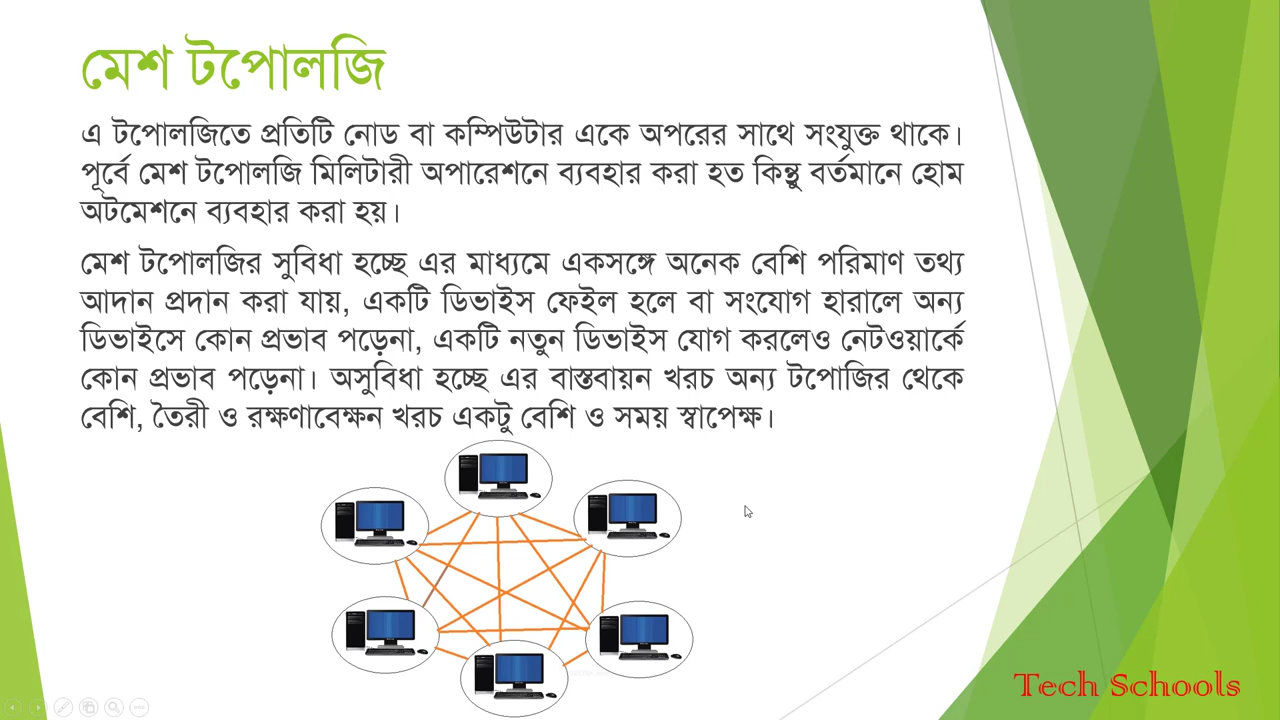 মেশ টপোলজি
এ টপোলজিতে প্রতিটি নোড বা কম্পিউটার একে অপরের সাথে সংযুক্ত থাকে।
পূর্বে মেশ টপোলজি মিলিটারী অপারেশনে ব্যবহার করা হত কিন্তু বর্তমানে হোম
অটমেশনে ব্যবহার করা হয়।
মেশ টপোলজির সুবিধা হচ্ছে এর মাধ্যমে একসঙ্গে অনেক বেশি পরিমাণ তথ্য
আদান প্রদান করা যায়, একটি ডিভাইস ফেইল হলে বা সংযোগ হারালে অন্য
ডিভাইসে কোন প্রভাব পড়েনা, একটি নতুন ডিভাইস যোগ করলেও নেটওয়ার্কে
কোন প্রভাব পড়েনা। অসুবিধা হচ্ছে এর বাস্তবায়ন খরচ অন্য টপোজির থেকে
বেশি, তৈরী ও রক্ষণাবেক্ষন খরচ একটু বেশি ও সময় স্বাপেক্ষ।
Tech Schools